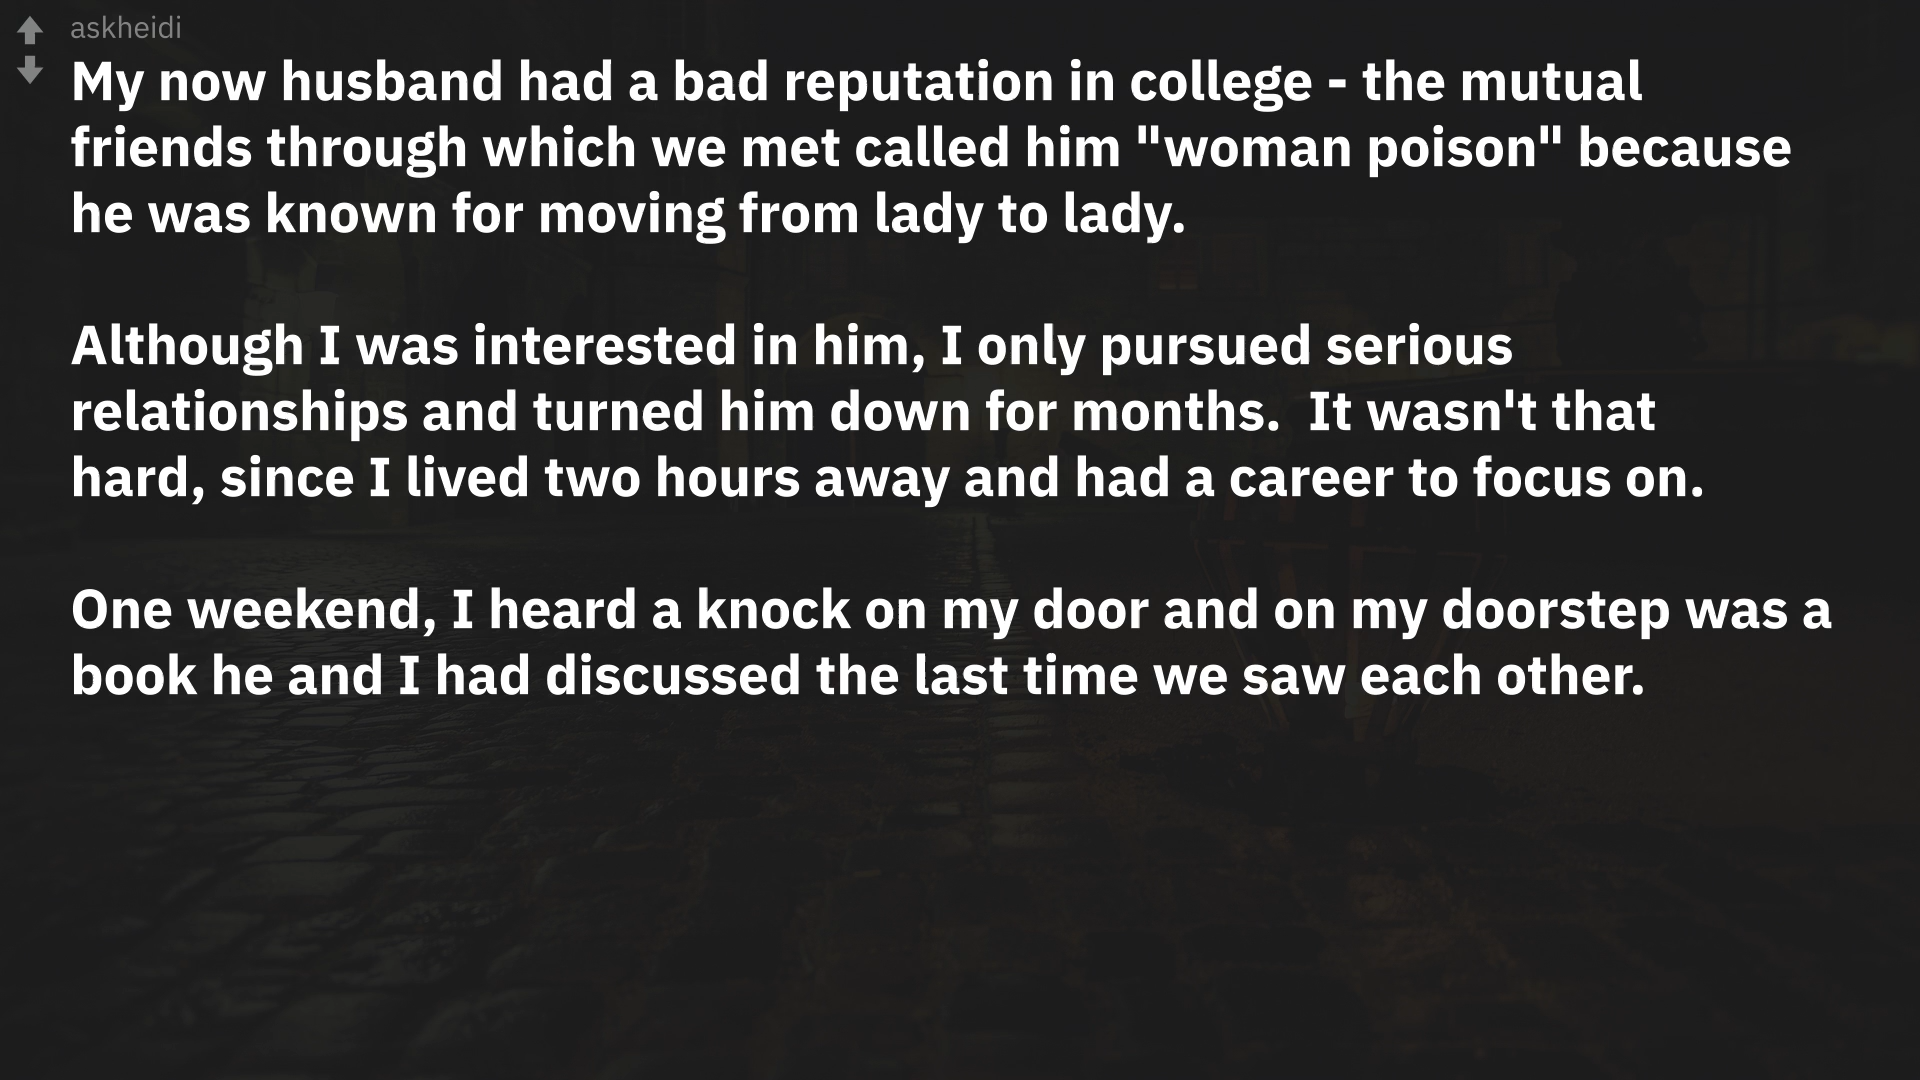 askheidi
My now husband had a bad reputation in college - the mutual
friends through which we met called him "woman poison" because
he was known for moving from lady to lady.
Although I was interested in him, I only pursued serious
relationships and turned him down for months.  It wasn't that
hard, since I lived two hours away and had a career to focus on.
One weekend, I heard a knock on my door and on my doorstep was a
book he and I had discussed the last time we saw each other.